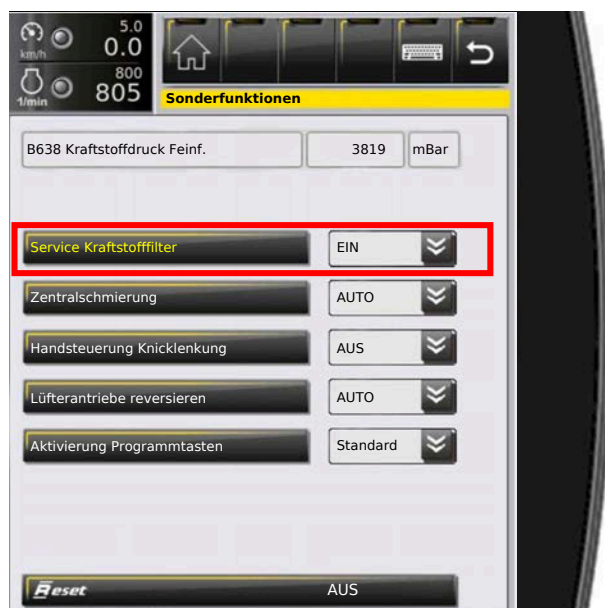 km/h 5.0
0.0
1/min 800
805
Sonderfunktionen
B638 Kraftstoffdruck Feinf. 3819 mBar
Service Kraftstofffilter EIN
Zentralschmierung AUTO
Handsteuerung Knicklenkung AUS
Lüfterantriebe reversieren AUTO
Aktivierung Programmtasten Standard
Reset AUS